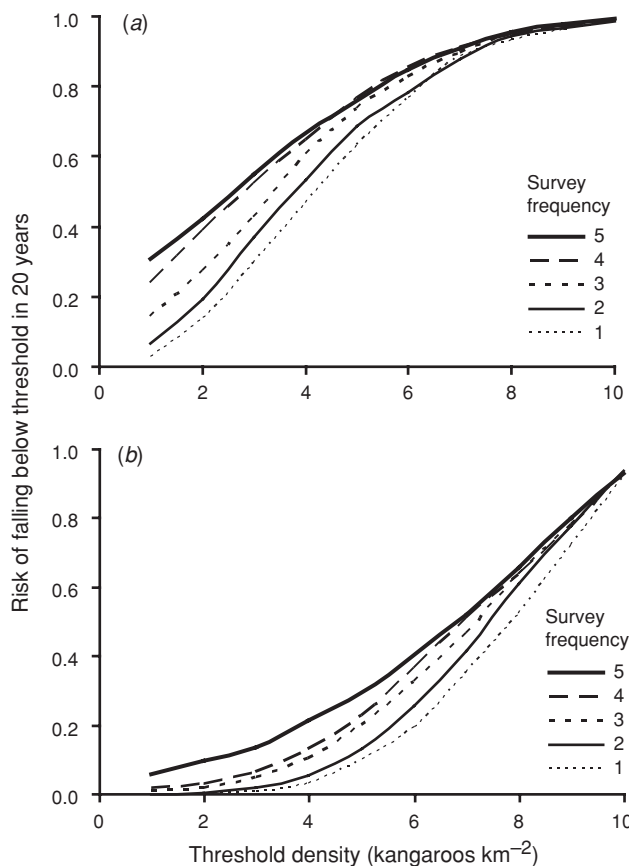 Risk of falling below threshold in 20 years
(a)
1.0
0.8
0.6
0.4
0.2
0.0
0 2 4 6 8 10
Survey
frequency
5
4
3
2
1
(b)
1.0
0.8
0.6
0.4
0.2
0.0
0 2 4 6 8 10
Survey
frequency
5
4
3
2
1
Threshold density (kangaroos km⁻²)